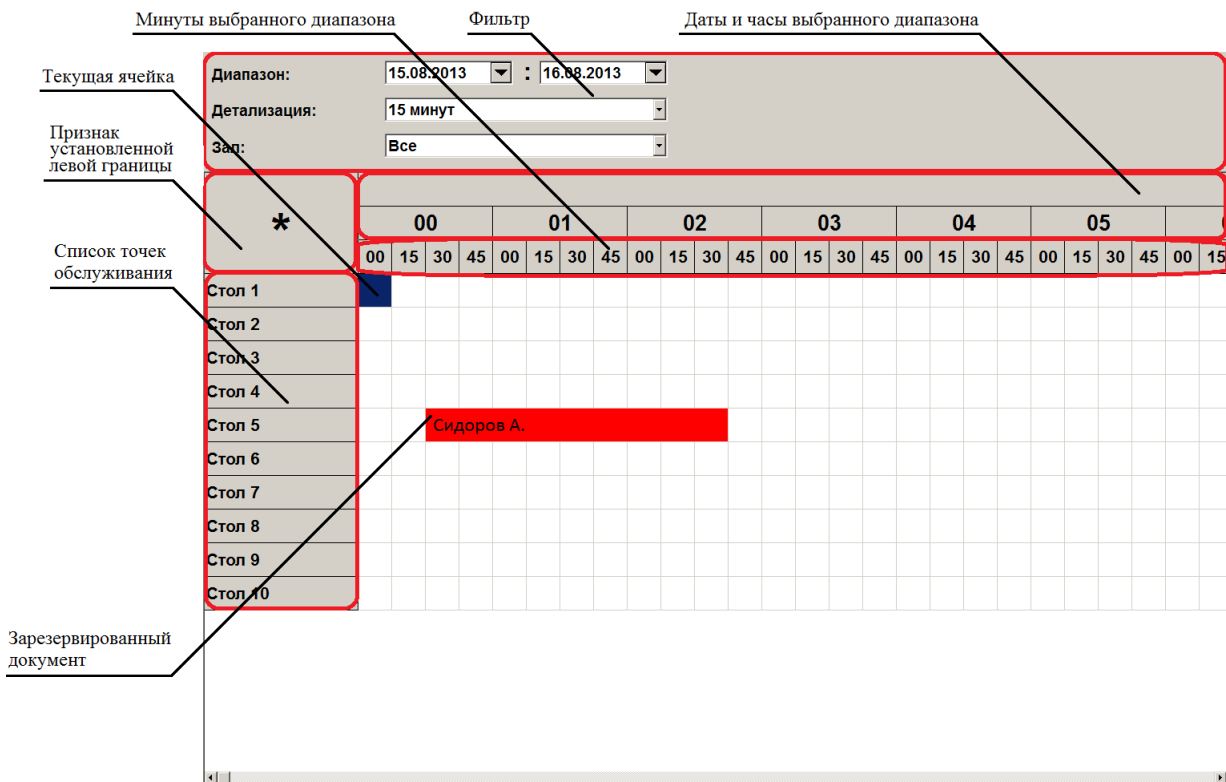 Минуты выбранного диапазона
Фильтр
Даты и часы выбранного диапазона
Текущая ячейка
Признак
установленной
левой границы
Список точек
обслуживания
Зарезервированный
документ
Диапазон: 15.08.2013 : 16.08.2013
Детализация: 15 минут
Зал: Все
* 00 01 02 03 04 05
00 15 30 45 00 15 30 45 00 15 30 45 00 15 30 45 00 15 30 45 00 15 30 45 00 15
Стол 1
Стол 2
Стол 3
Стол 4
Стол 5 Сидоров А.
Стол 6
Стол 7
Стол 8
Стол 9
Стол 10